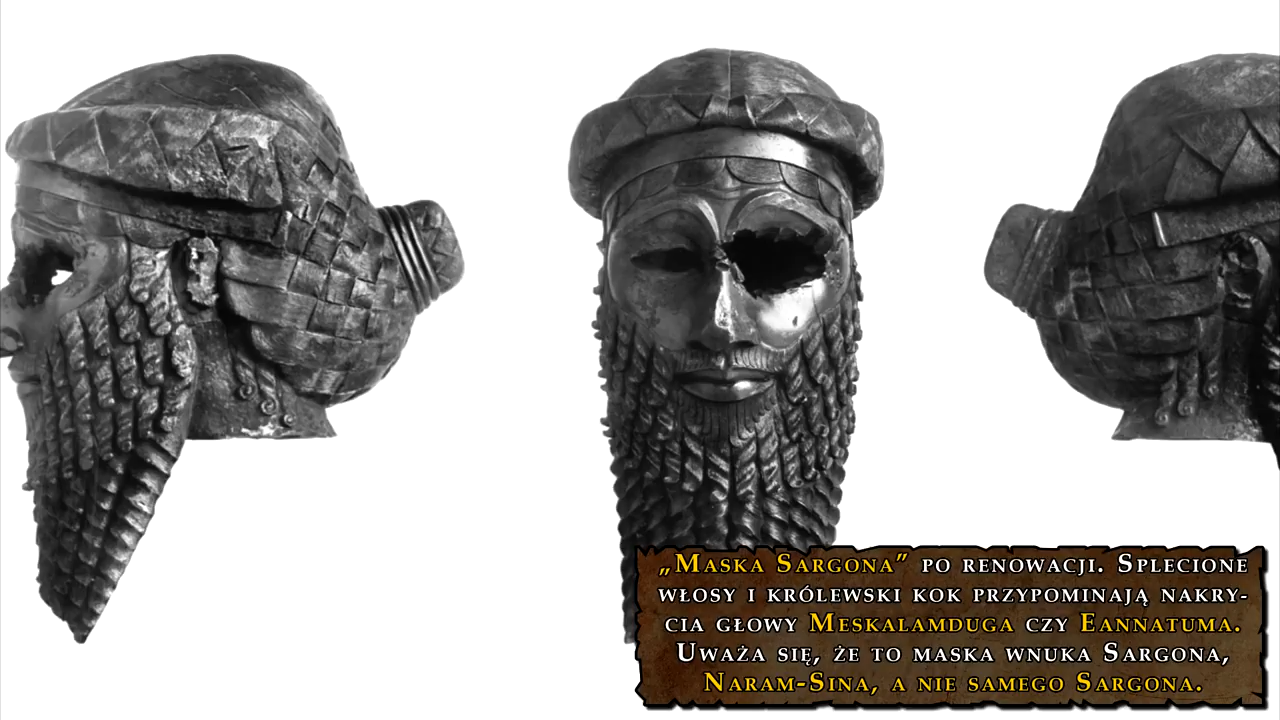 „Maska Sargona” po renowacji. Splecione
włosy i królewski kok przypominają nakry-
cia głowy Meskalamduga czy Eannatuma.
Uważa się, że to maska wnuka Sargona,
Naram-Sina, a nie samego Sargona.